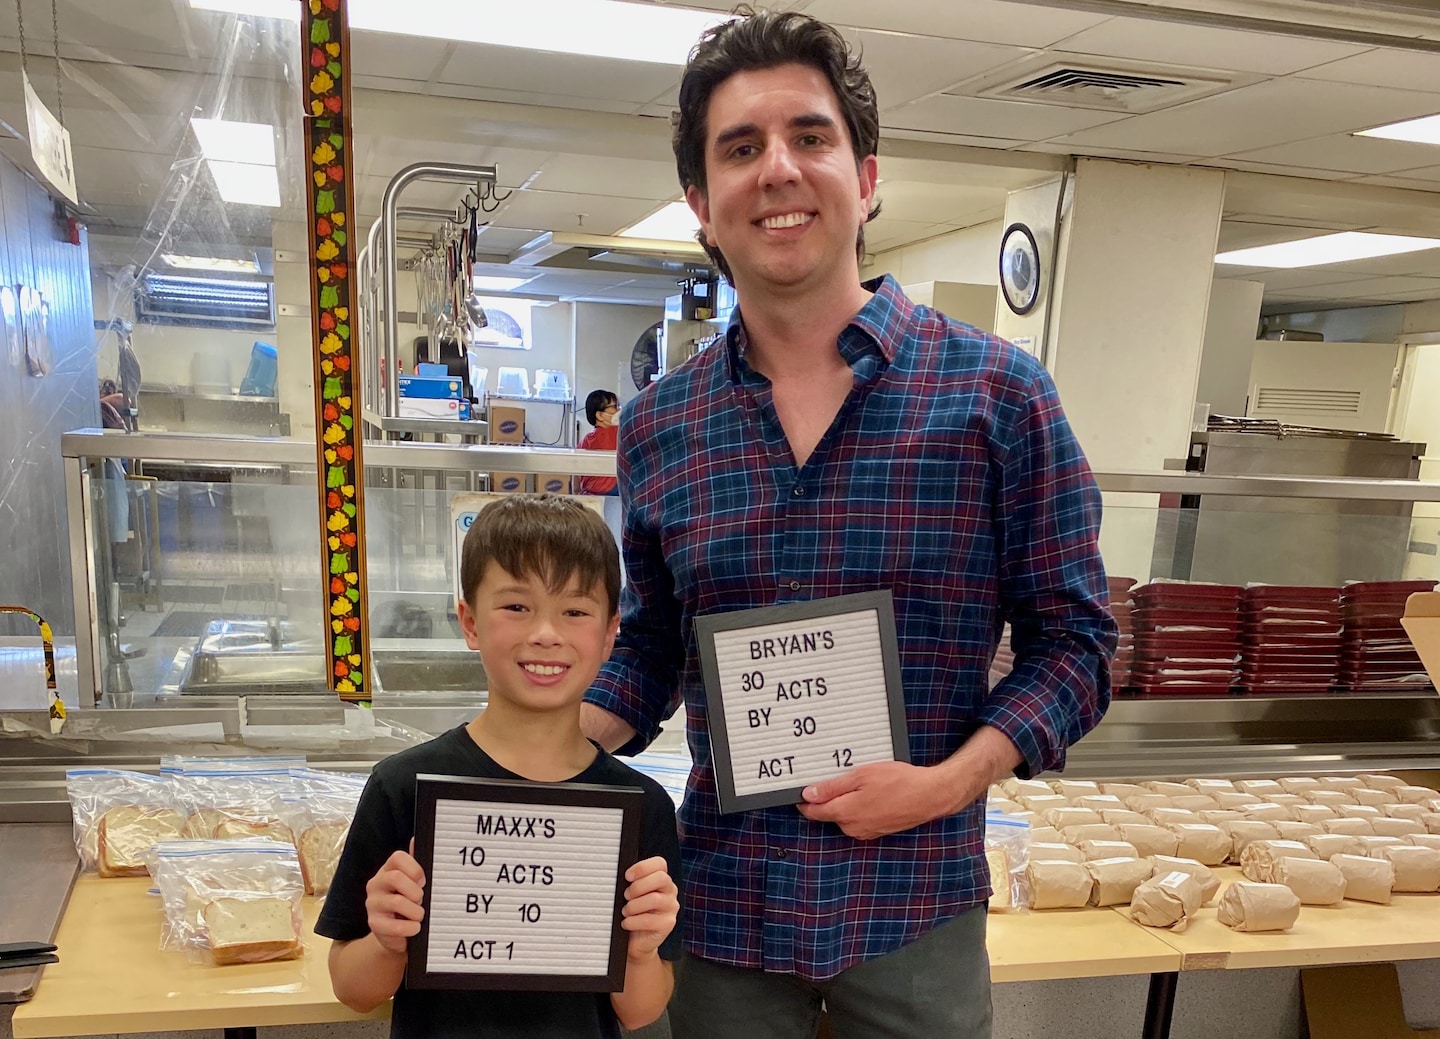 MAXX'S
10 ACTS
BY 10
ACT 1
BRYAN'S
30 ACTS
BY 30
ACT 12